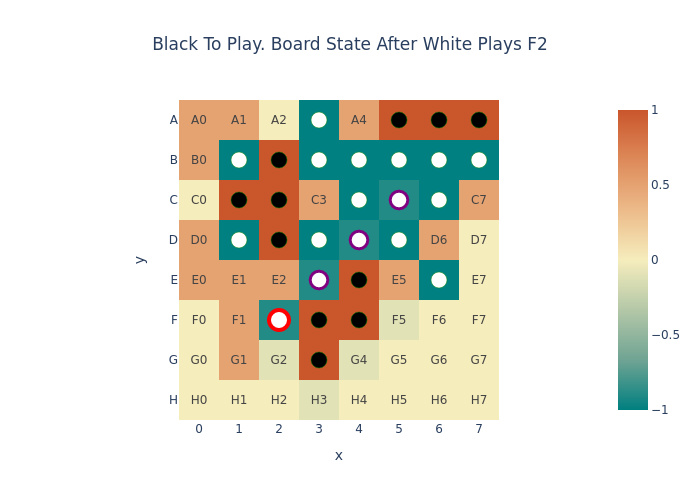 Black To Play. Board State After White Plays F2
A A0 A1 A2 A4 1
B B0
C C0 C3 C7 0.5
D D0 D6 D7
y E E0 E1 E2 E5 E7 0
F F0 F1 F5 F6 F7 −0.5
G G0 G1 G2 G4 G5 G6 G7
H H0 H1 H2 H3 H4 H5 H6 H7 −1
0 1 2 3 4 5 6 7
x